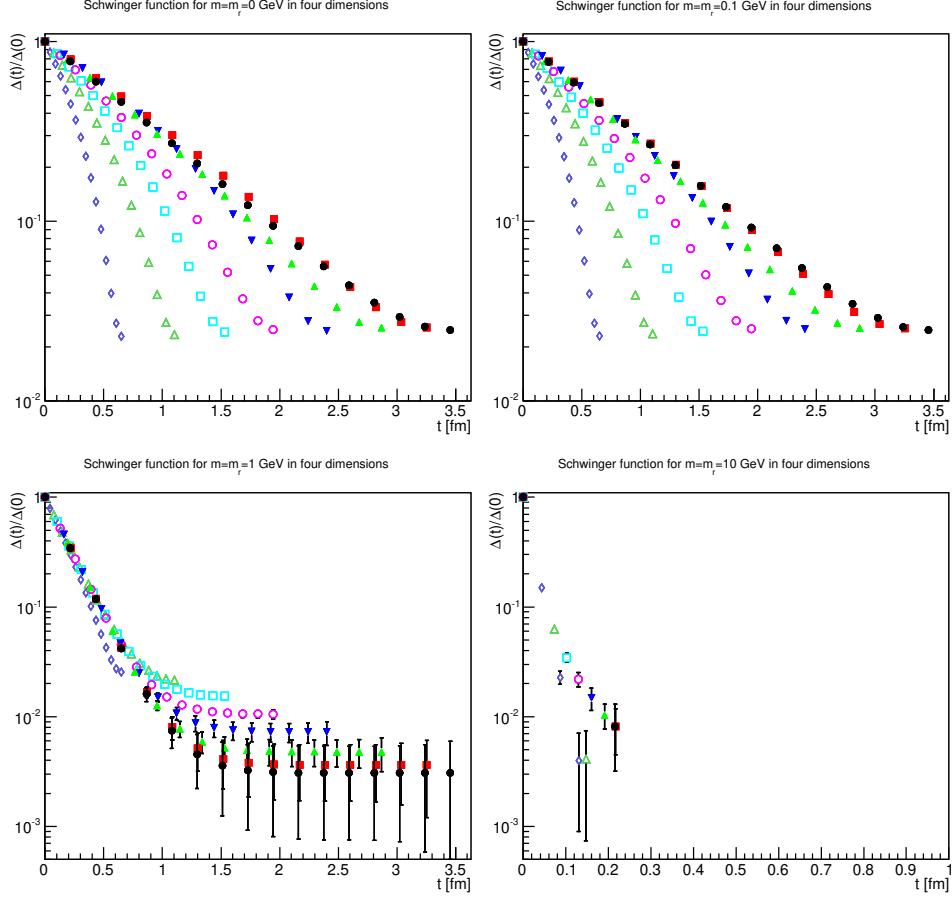 Schwinger function for m=m_r=0 GeV in four dimensions
Δ(t)/Δ(0)
1
10^-1
10^-2
0 0.5 1 1.5 2 2.5 3 3.5
t [fm]
Schwinger function for m=m_r=0.1 GeV in four dimensions
Δ(t)/Δ(0)
1
10^-1
10^-2
0 0.5 1 1.5 2 2.5 3 3.5
t [fm]
Schwinger function for m=m_r=1 GeV in four dimensions
Δ(t)/Δ(0)
1
10^-1
10^-2
10^-3
0 0.5 1 1.5 2 2.5 3 3.5
t [fm]
Schwinger function for m=m_r=10 GeV in four dimensions
Δ(t)/Δ(0)
1
10^-1
10^-2
10^-3
0 0.1 0.2 0.3 0.4 0.5 0.6 0.7 0.8 0.9 1
t [fm]